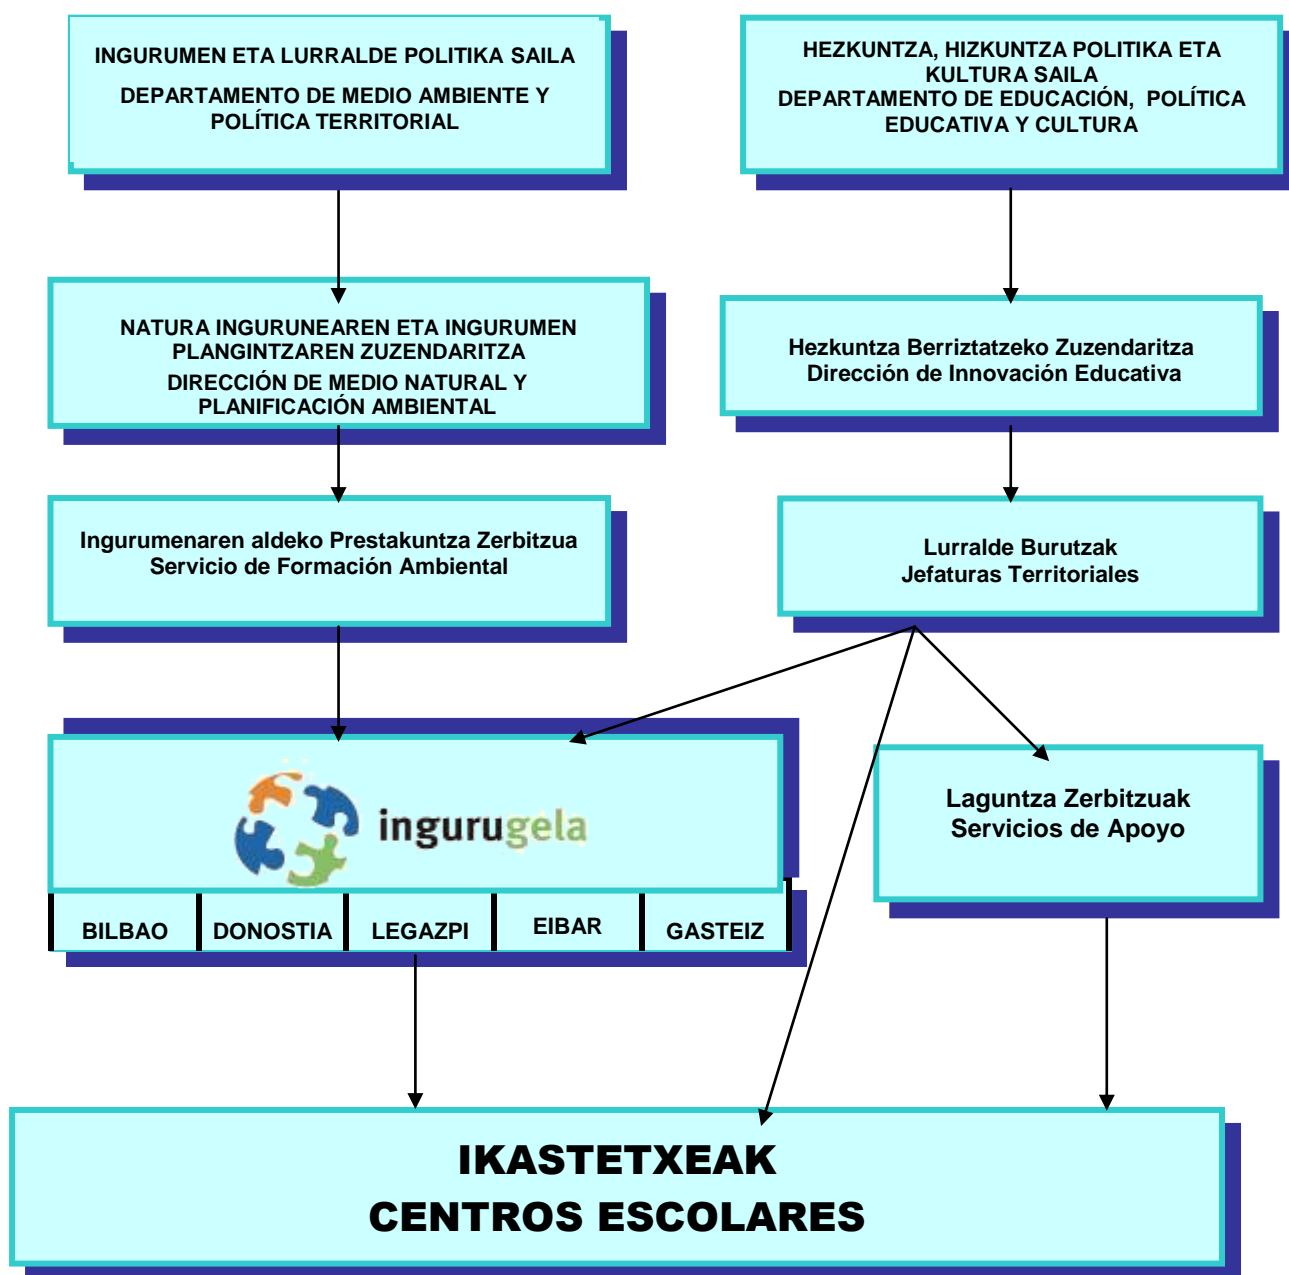 INGURUMEN ETA LURRALDE POLITIKA SAILA
DEPARTAMENTO DE MEDIO AMBIENTE Y
POLÍTICA TERRITORIAL
HEZKUNTZA, HIZKUNTZA POLITIKA ETA
KULTURA SAILA
DEPARTAMENTO DE EDUCACIÓN, POLÍTICA
EDUCATIVA Y CULTURA
NATURA INGURUNEAREN ETA INGURUMEN
PLANGINTZAREN ZUZENDARITZA
DIRECCIÓN DE MEDIO NATURAL Y
PLANIFICACIÓN AMBIENTAL
Hezkuntza Berriztatzeko Zuzendaritza
Dirección de Innovación Educativa
Ingurumenaren aldeko Prestakuntza Zerbitzua
Servicio de Formación Ambiental
Lurralde Burutzak
Jefaturas Territoriales
ingurugela
BILBAO
DONOSTIA
LEGAZPI
EIBAR
GASTEIZ
Laguntza Zerbitzuak
Servicios de Apoyo
IKASTETXEAK
CENTROS ESCOLARES